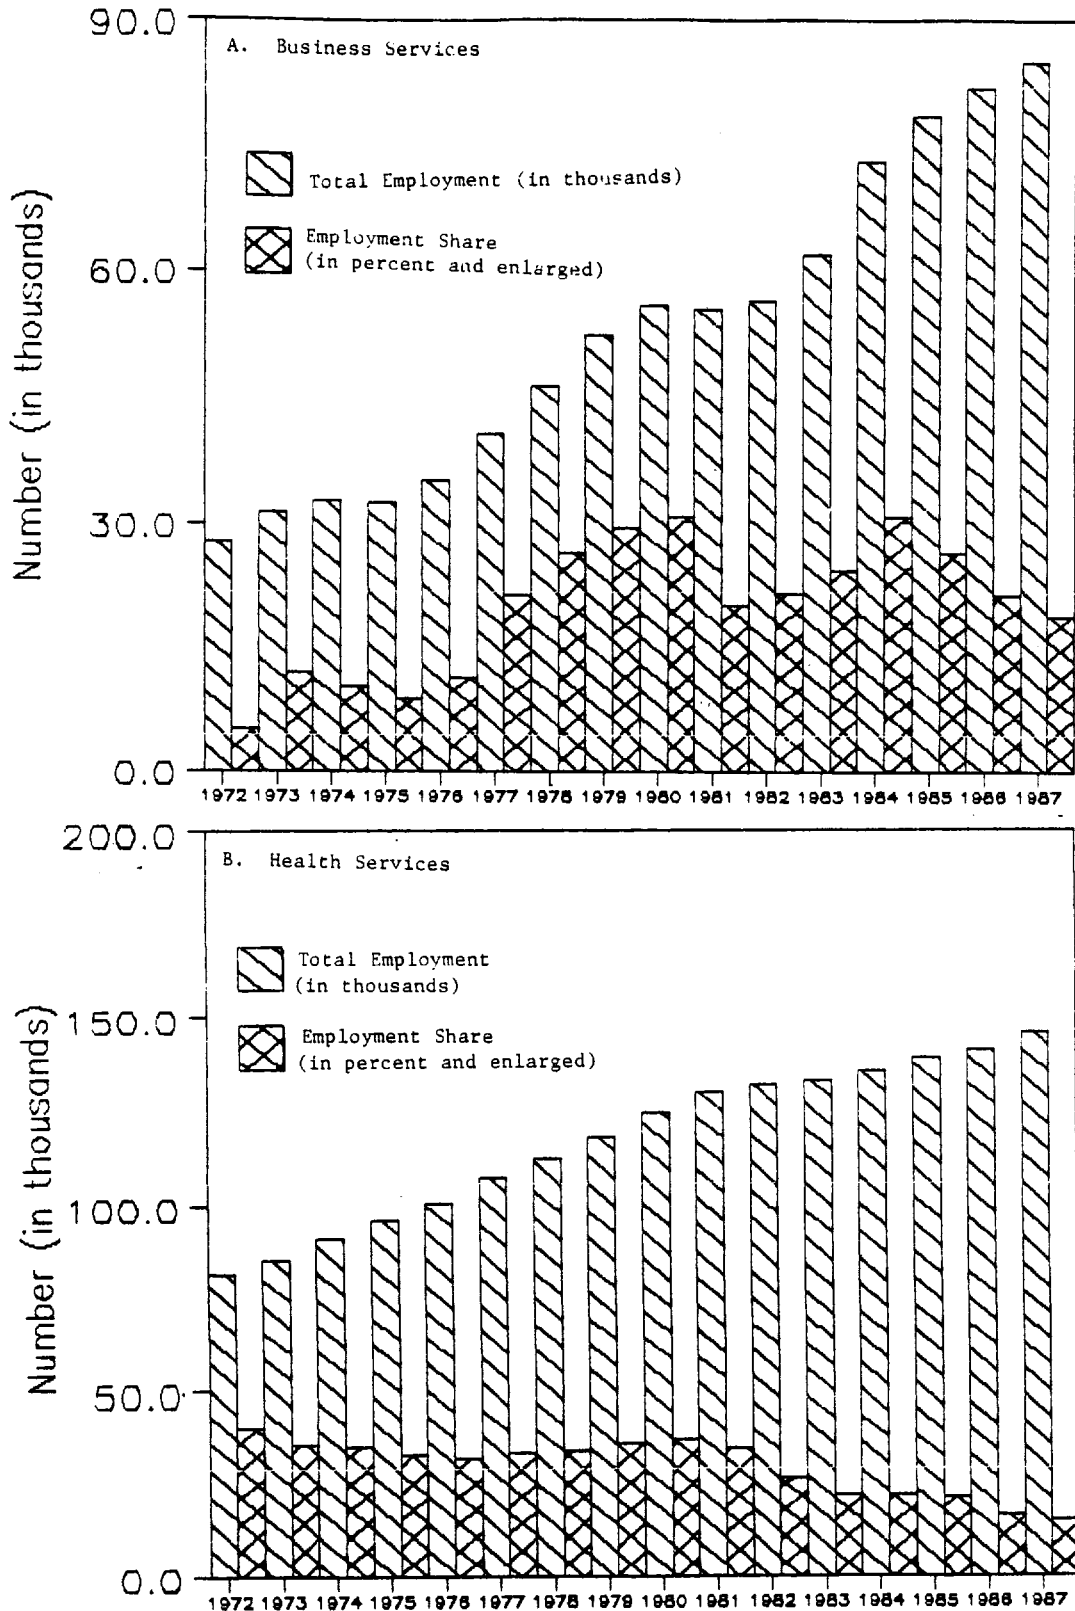 90.0
A. Business Services
Total Employment (in thousands)
Employment Share
(in percent and enlarged)
60.0
30.0
0.0
Number (in thousands)
1972 1973 1974 1975 1976 1977 1978 1979 1980 1981 1982 1983 1984 1985 1986 1987
200.0
B. Health Services
Total Employment
(in thousands)
150.0
Employment Share
(in percent and enlarged)
100.0
50.0
0.0
Number (in thousands)
1972 1973 1974 1975 1976 1977 1978 1979 1980 1981 1982 1983 1984 1985 1986 1987